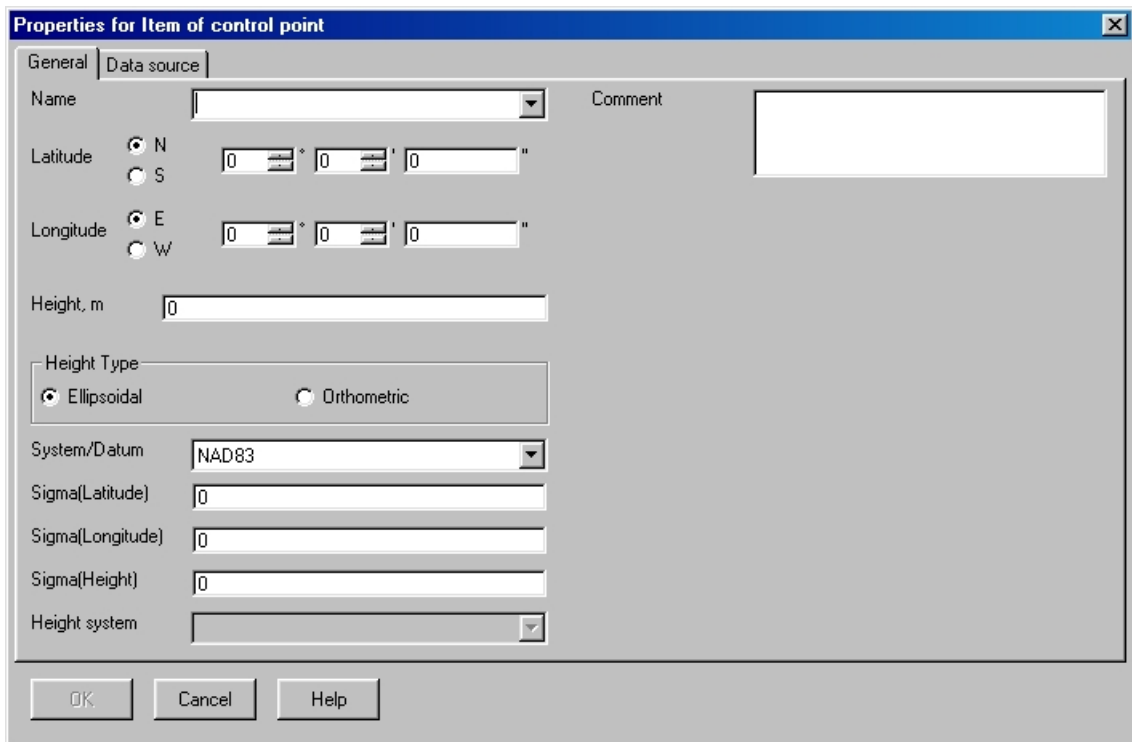 Properties for Item of control point
General Data source
Name
Comment
N
Latitude 0 ° 0 ' 0 "
S
E
Longitude 0 ° 0 ' 0 "
W
Height, m 0
Height Type
Ellipsoidal Orthometric
System/Datum NAD83
Sigma(Latitude) 0
Sigma(Longitude) 0
Sigma(Height) 0
Height system
OK Cancel Help